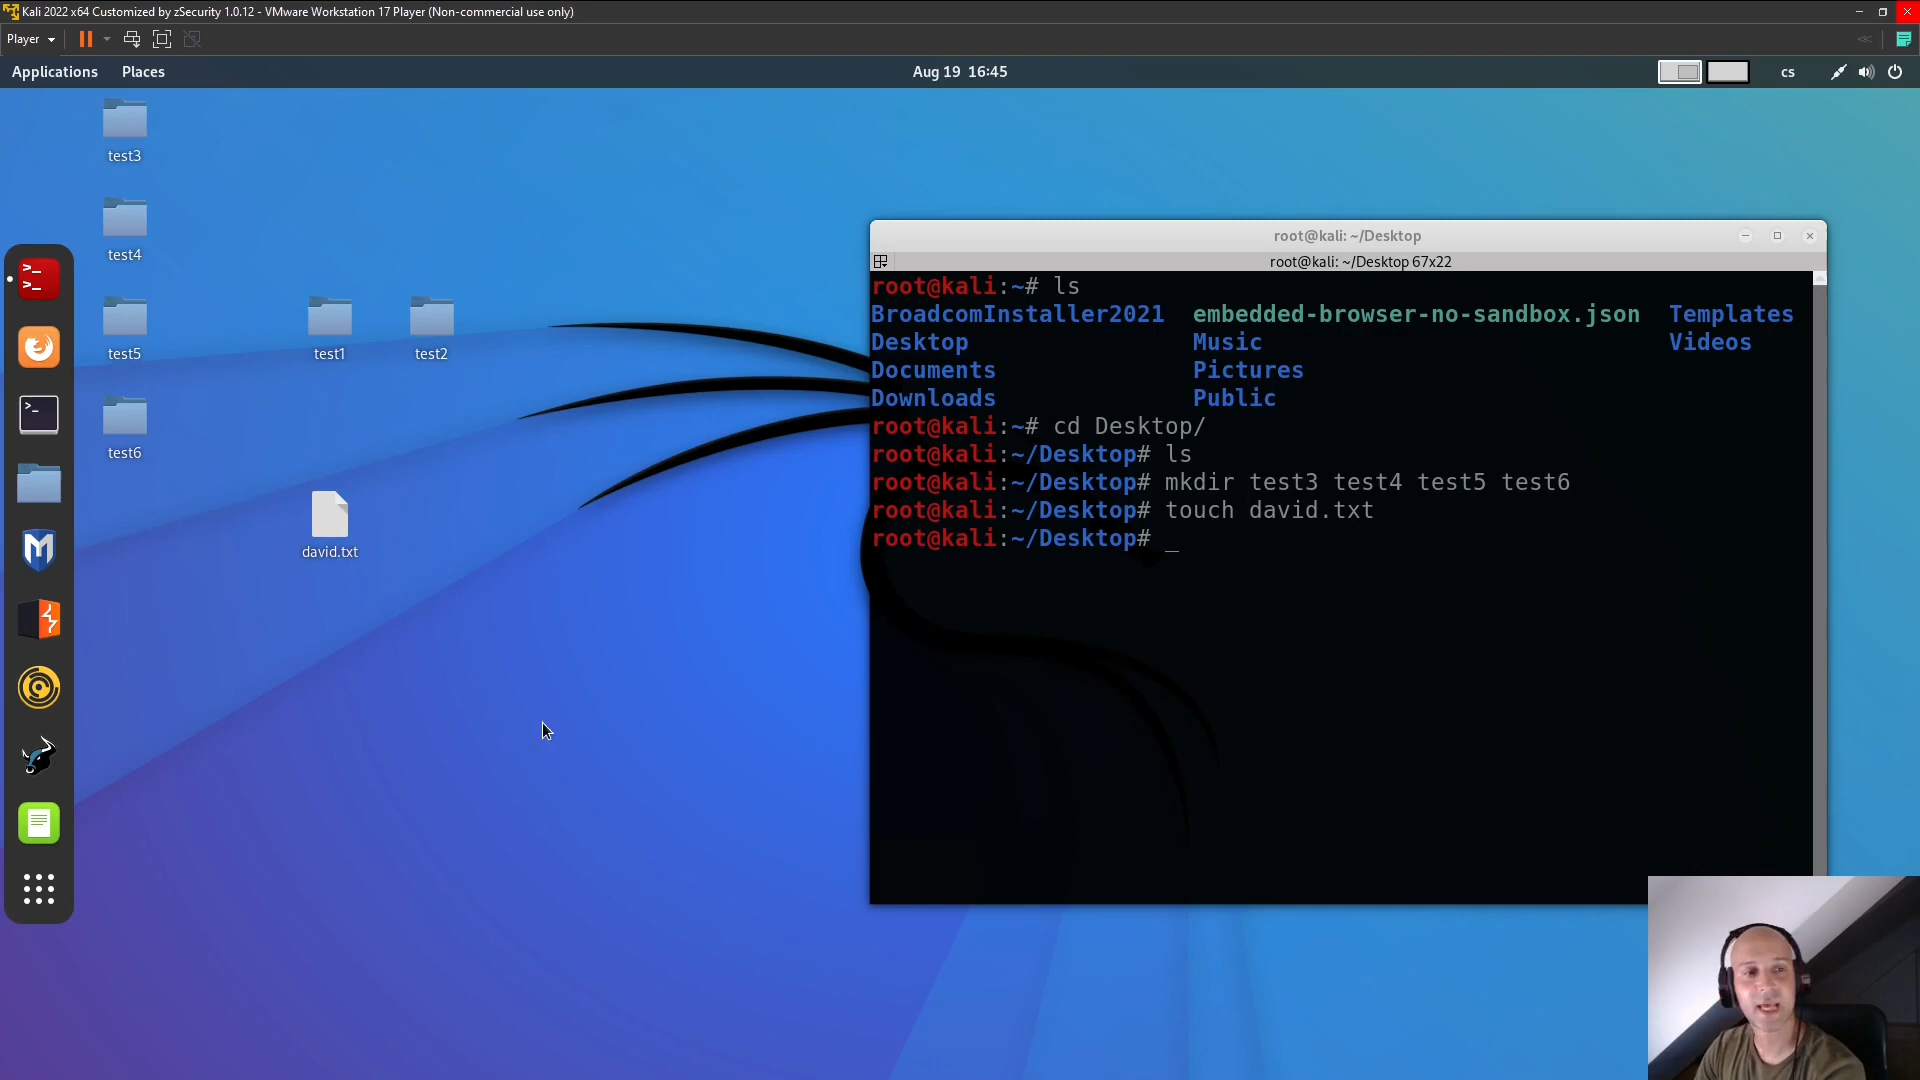 Kali 2022 x64 Customized by zSecurity 1.0.12 - VMware Workstation 17 Player (Non-commercial use only)
Player
Applications Places Aug 19 16:45 cs
test3
test4
test5 test1 test2
test6
david.txt
root@kali: ~/Desktop
root@kali: ~/Desktop 67x22
root@kali:~# ls
BroadcomInstaller2021 embedded-browser-no-sandbox.json Templates
Desktop Music Videos
Documents Pictures
Downloads Public
root@kali:~# cd Desktop/
root@kali:~/Desktop# ls
root@kali:~/Desktop# mkdir test3 test4 test5 test6
root@kali:~/Desktop# touch david.txt
root@kali:~/Desktop# _